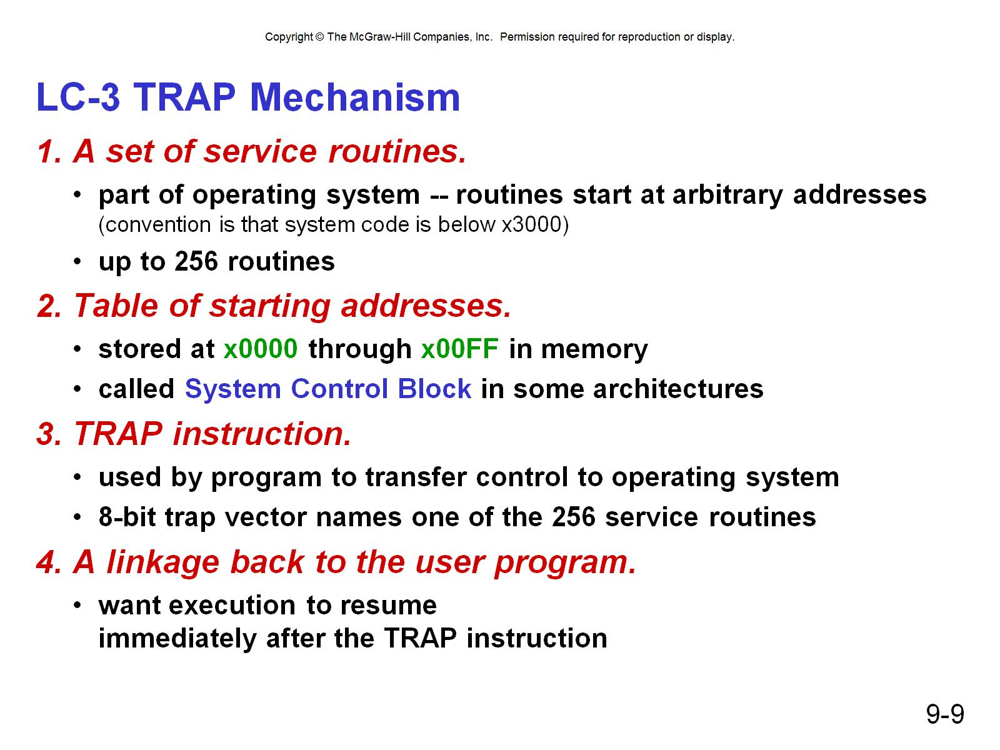 Copyright © The McGraw-Hill Companies, Inc.  Permission required for reproduction or display.
LC-3 TRAP Mechanism
1. A set of service routines.
• part of operating system -- routines start at arbitrary addresses
(convention is that system code is below x3000)
• up to 256 routines
2. Table of starting addresses.
• stored at x0000 through x00FF in memory
• called System Control Block in some architectures
3. TRAP instruction.
• used by program to transfer control to operating system
• 8-bit trap vector names one of the 256 service routines
4. A linkage back to the user program.
• want execution to resume
immediately after the TRAP instruction
9-9